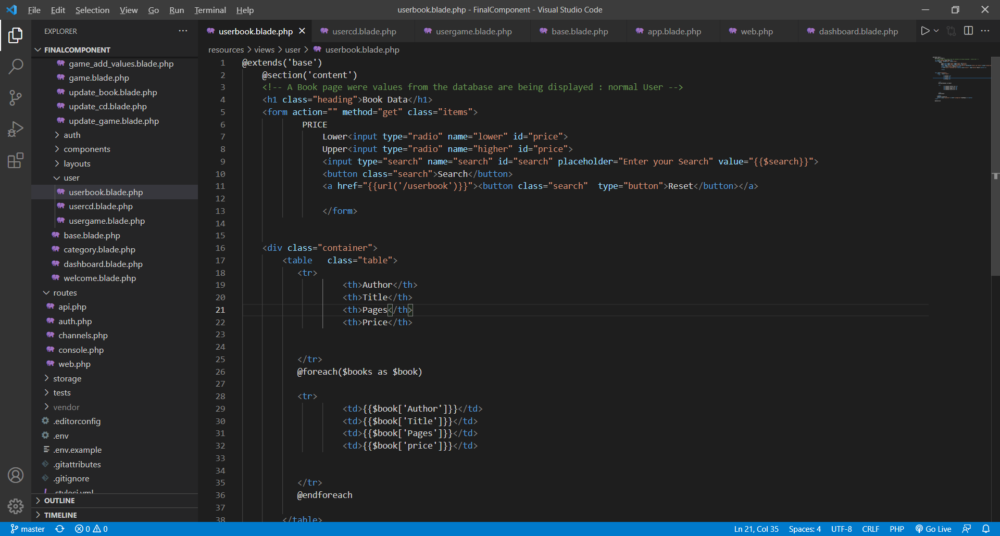 File Edit Selection View Go Run Terminal Help
userbook.blade.php - FinalComponent - Visual Studio Code
EXPLORER
FINALCOMPONENT
game_add_values.blade.php
game.blade.php
update_book.blade.php
update_cd.blade.php
update_game.blade.php
auth
components
layouts
user
userbook.blade.php
usercd.blade.php
usergame.blade.php
base.blade.php
category.blade.php
dashboard.blade.php
welcome.blade.php
routes
api.php
auth.php
channels.php
console.php
web.php
storage
tests
vendor
.editorconfig
.env
.env.example
.gitattributes
.gitignore
.styleci.yml
OUTLINE
TIMELINE
userbook.blade.php usercd.blade.php usergame.blade.php base.blade.php app.blade.php web.php dashboard.blade.php
resources > views > user > userbook.blade.php
1 @extends('base')
2 @section('content')
3 <!-- A Book page were values from the database are being displayed : normal User -->
4 <h1 class="heading">Book Data</h1>
5 <form action="" method="get" class="items">
6 PRICE
7 Lower<input type="radio" name="lower" id="price">
8 Upper<input type="radio" name="higher" id="price">
9 <input type="search" name="search" id="search" placeholder="Enter your Search" value="{{$search}}">
10 <button class="search">Search</button>
11 <a href="{{url('/userbook')}}"><button class="search"  type="button">Reset</button></a>
12
13 </form>
14
15
16 <div class="container">
17 <table   class="table">
18 <tr>
19 <th>Author</th>
20 <th>Title</th>
21 <th>Pages</th>
22 <th>Price</th>
23
24
25 </tr>
26 @foreach($books as $book)
27
28 <tr>
29 <td>{{$book['Author']}}</td>
30 <td>{{$book['Title']}}</td>
31 <td>{{$book['Pages']}}</td>
32 <td>{{$book['price']}}</td>
33
34
35 </tr>
36 @endforeach
37
38 </table>
master 0 0 Ln 21, Col 35 Spaces: 4 UTF-8 CRLF PHP Go Live